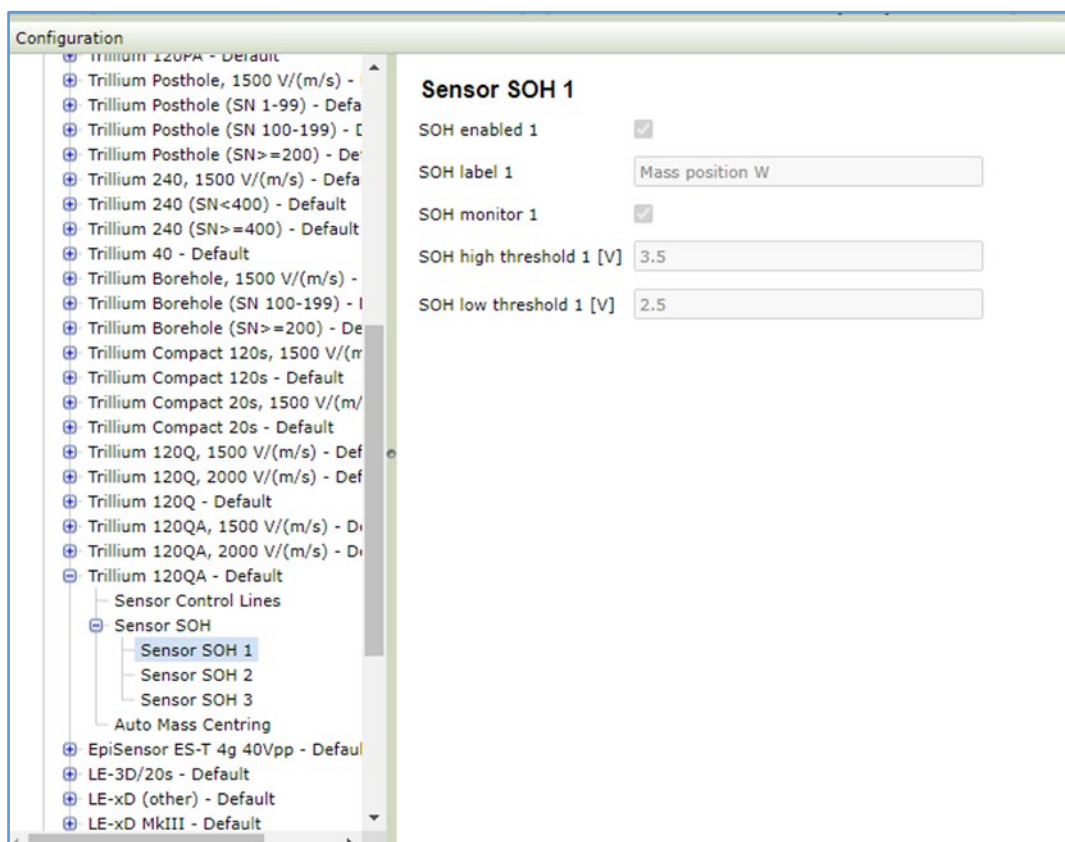 Configuration
Trillium 120PA - Default
Trillium Posthole, 1500 V/(m/s) -
Trillium Posthole (SN 1-99) - Defa
Trillium Posthole (SN 100-199) - D
Trillium Posthole (SN>=200) - De
Trillium 240, 1500 V/(m/s) - Defa
Trillium 240 (SN<400) - Default
Trillium 240 (SN>=400) - Default
Trillium 40 - Default
Trillium Borehole, 1500 V/(m/s) -
Trillium Borehole (SN 100-199) -
Trillium Borehole (SN>=200) - De
Trillium Compact 120s, 1500 V/(m
Trillium Compact 120s - Default
Trillium Compact 20s, 1500 V/(m/
Trillium Compact 20s - Default
Trillium 120Q, 1500 V/(m/s) - Def
Trillium 120Q, 2000 V/(m/s) - Def
Trillium 120Q - Default
Trillium 120QA, 1500 V/(m/s) - D
Trillium 120QA, 2000 V/(m/s) - D
Trillium 120QA - Default
Sensor Control Lines
Sensor SOH
Sensor SOH 1
Sensor SOH 2
Sensor SOH 3
Auto Mass Centring
EpiSensor ES-T 4g 40Vpp - Defaul
LE-3D/20s - Default
LE-xD (other) - Default
LE-xD MkIII - Default
Sensor SOH 1
SOH enabled 1
SOH label 1 Mass position W
SOH monitor 1
SOH high threshold 1 [V] 3.5
SOH low threshold 1 [V] 2.5